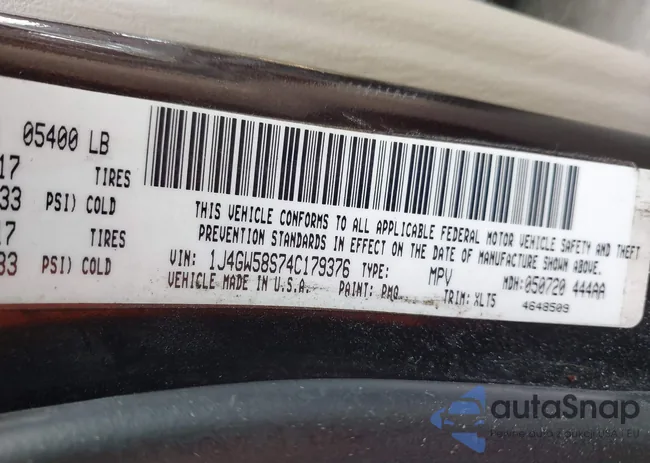 05400 LB
17 TIRES
33 PSI) COLD
17 TIRES
33 PSI) COLD
THIS VEHICLE CONFORMS TO ALL APPLICABLE FEDERAL MOTOR VEHICLE SAFETY AND THEFT
PREVENTION STANDARDS IN EFFECT ON THE DATE OF MANUFACTURE SHOWN ABOVE.
VIN: 1J4GW58S74C179376 TYPE: MPV MDH:050720 444AA
VEHICLE MADE IN U.S.A. PAINT: RHQ TRIM:XLT5 4648509
autoSnap